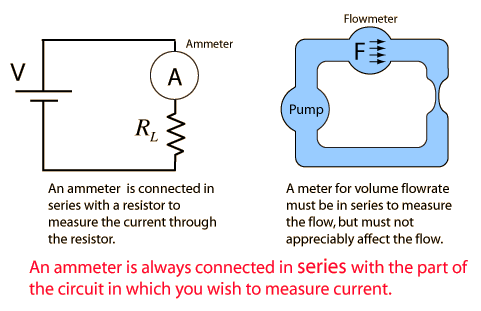 Flowmeter
Ammeter
F
V
A
Pump
R_L
An ammeter is connected in
series with a resistor to
measure the current through
the resistor.
A meter for volume flowrate
must be in series to measure
the flow, but must not
appreciably affect the flow.
An ammeter is always connected in series with the part of
the circuit in which you wish to measure current.